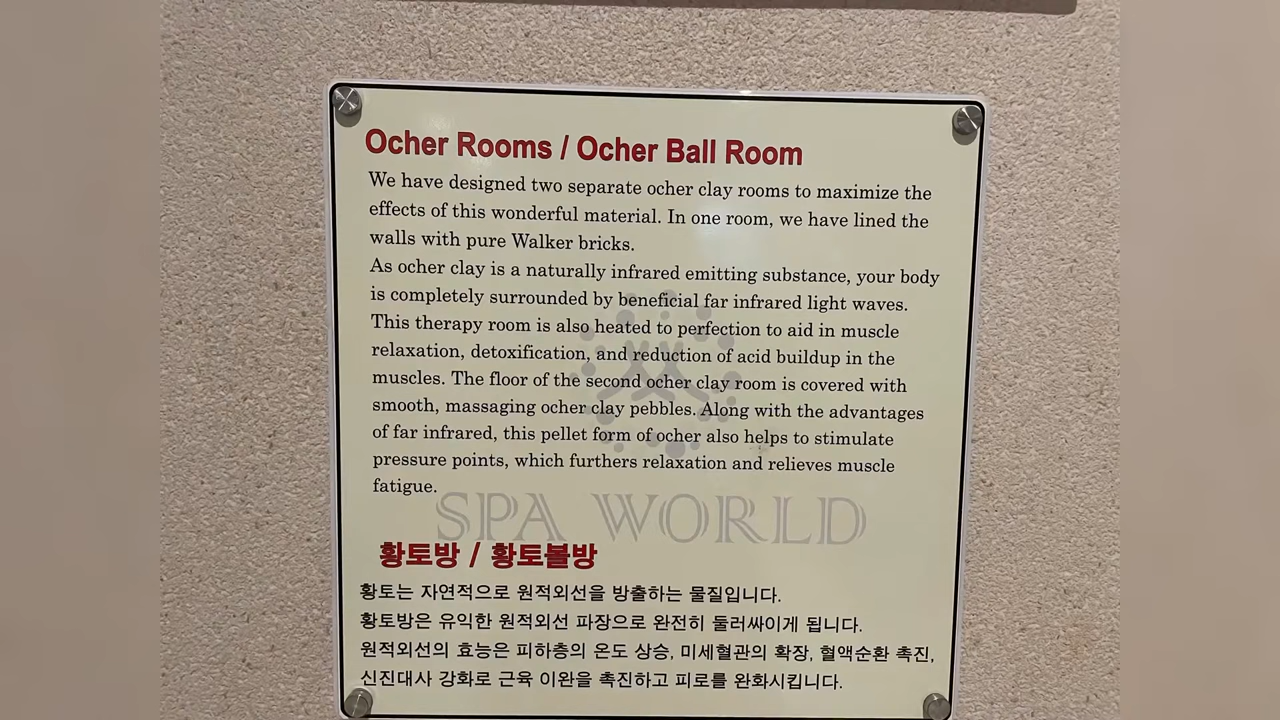 Ocher Rooms / Ocher Ball Room
We have designed two separate ocher clay rooms to maximize the
effects of this wonderful material. In one room, we have lined the
walls with pure Walker bricks.
As ocher clay is a naturally infrared emitting substance, your body
is completely surrounded by beneficial far infrared light waves.
This therapy room is also heated to perfection to aid in muscle
relaxation, detoxification, and reduction of acid buildup in the
muscles. The floor of the second ocher clay room is covered with
smooth, massaging ocher clay pebbles. Along with the advantages
of far infrared, this pellet form of ocher also helps to stimulate
pressure points, which furthers relaxation and relieves muscle
fatigue.
SPA WORLD
황토방 / 황토볼방
황토는 자연적으로 원적외선을 방출하는 물질입니다.
황토방은 유익한 원적외선 파장으로 완전히 둘러싸이게 됩니다.
원적외선의 효능은 피하층의 온도 상승, 미세혈관의 확장, 혈액순환 촉진,
신진대사 강화로 근육 이완을 촉진하고 피로를 완화시킵니다.